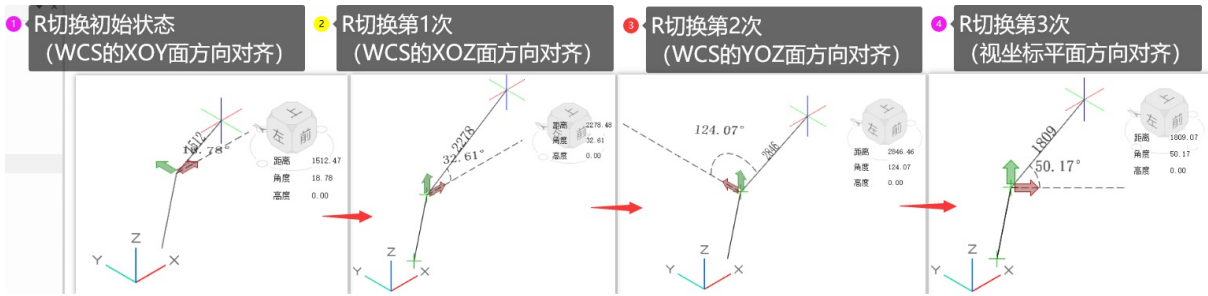 1 R切换初始状态
(WCS的XOY面方向对齐)
2 R切换第1次
(WCS的XOZ面方向对齐)
3 R切换第2次
(WCS的YOZ面方向对齐)
4 R切换第3次
(视坐标平面方向对齐)
1512
18.78°
上
左
前
距离 1512.47
角度 18.78
高度 0.00
Z
Y
X
2278
32.61°
上
左
前
距离 2278.48
角度 32.61
高度 0.00
Z
Y
X
124.07°
2846
上
左
前
距离 2846.46
角度 124.07
高度 0.00
Z
Y
X
1809
50.17°
上
左
前
距离 1809.07
角度 50.17
高度 0.00
Z
Y
X